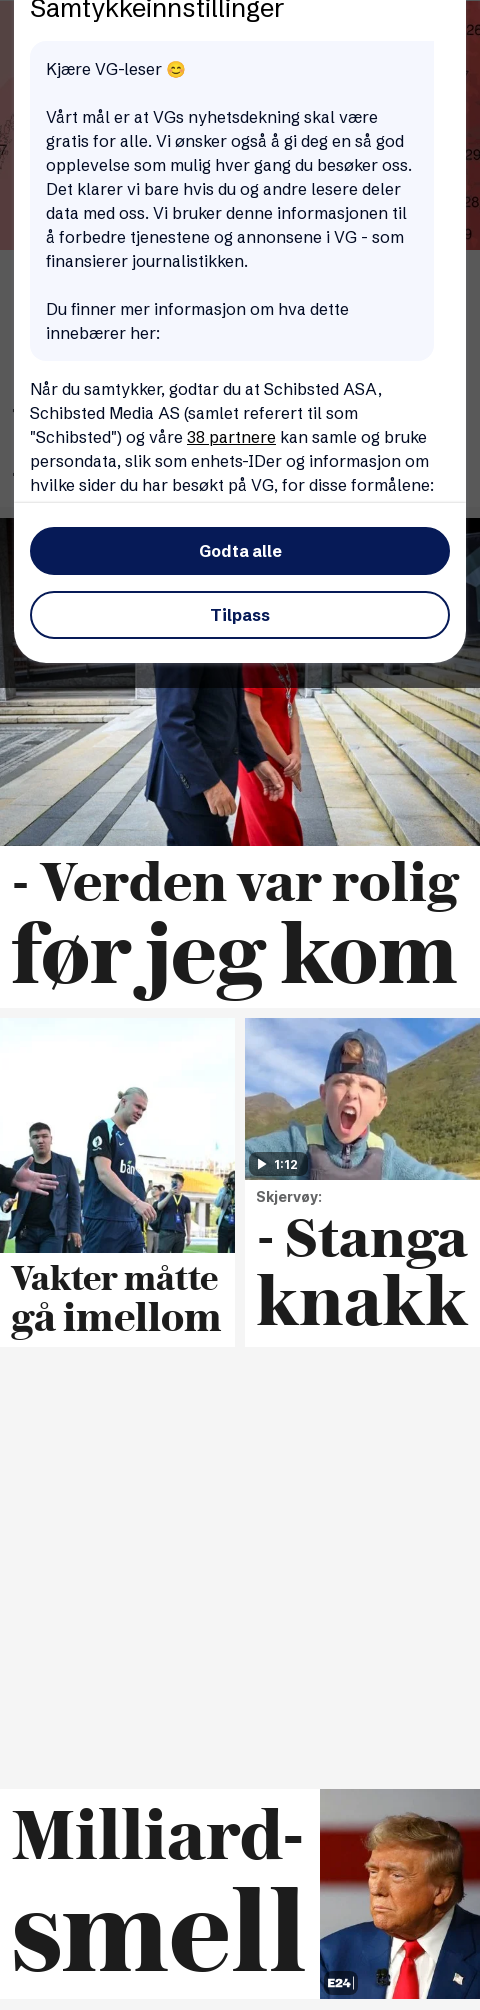 Samtykkeinnstillinger
Kjære VG-leser 😊
Vårt mål er at VGs nyhetsdekning skal være
gratis for alle. Vi ønsker også å gi deg en så god
opplevelse som mulig hver gang du besøker oss.
Det klarer vi bare hvis du og andre lesere deler
data med oss. Vi bruker denne informasjonen til
å forbedre tjenestene og annonsene i VG - som
finansierer journalistikken.
Du finner mer informasjon om hva dette
innebærer her:
Når du samtykker, godtar du at Schibsted ASA,
Schibsted Media AS (samlet referert til som
"Schibsted") og våre 38 partnere kan samle og bruke
persondata, slik som enhets-IDer og informasjon om
hvilke sider du har besøkt på VG, for disse formålene:
Godta alle
Tilpass
- Verden var rolig
før jeg kom
1:12
Skjervøy:
Vakter måtte
gå imellom
- Stanga
knakk
Milliard-
smell
E24